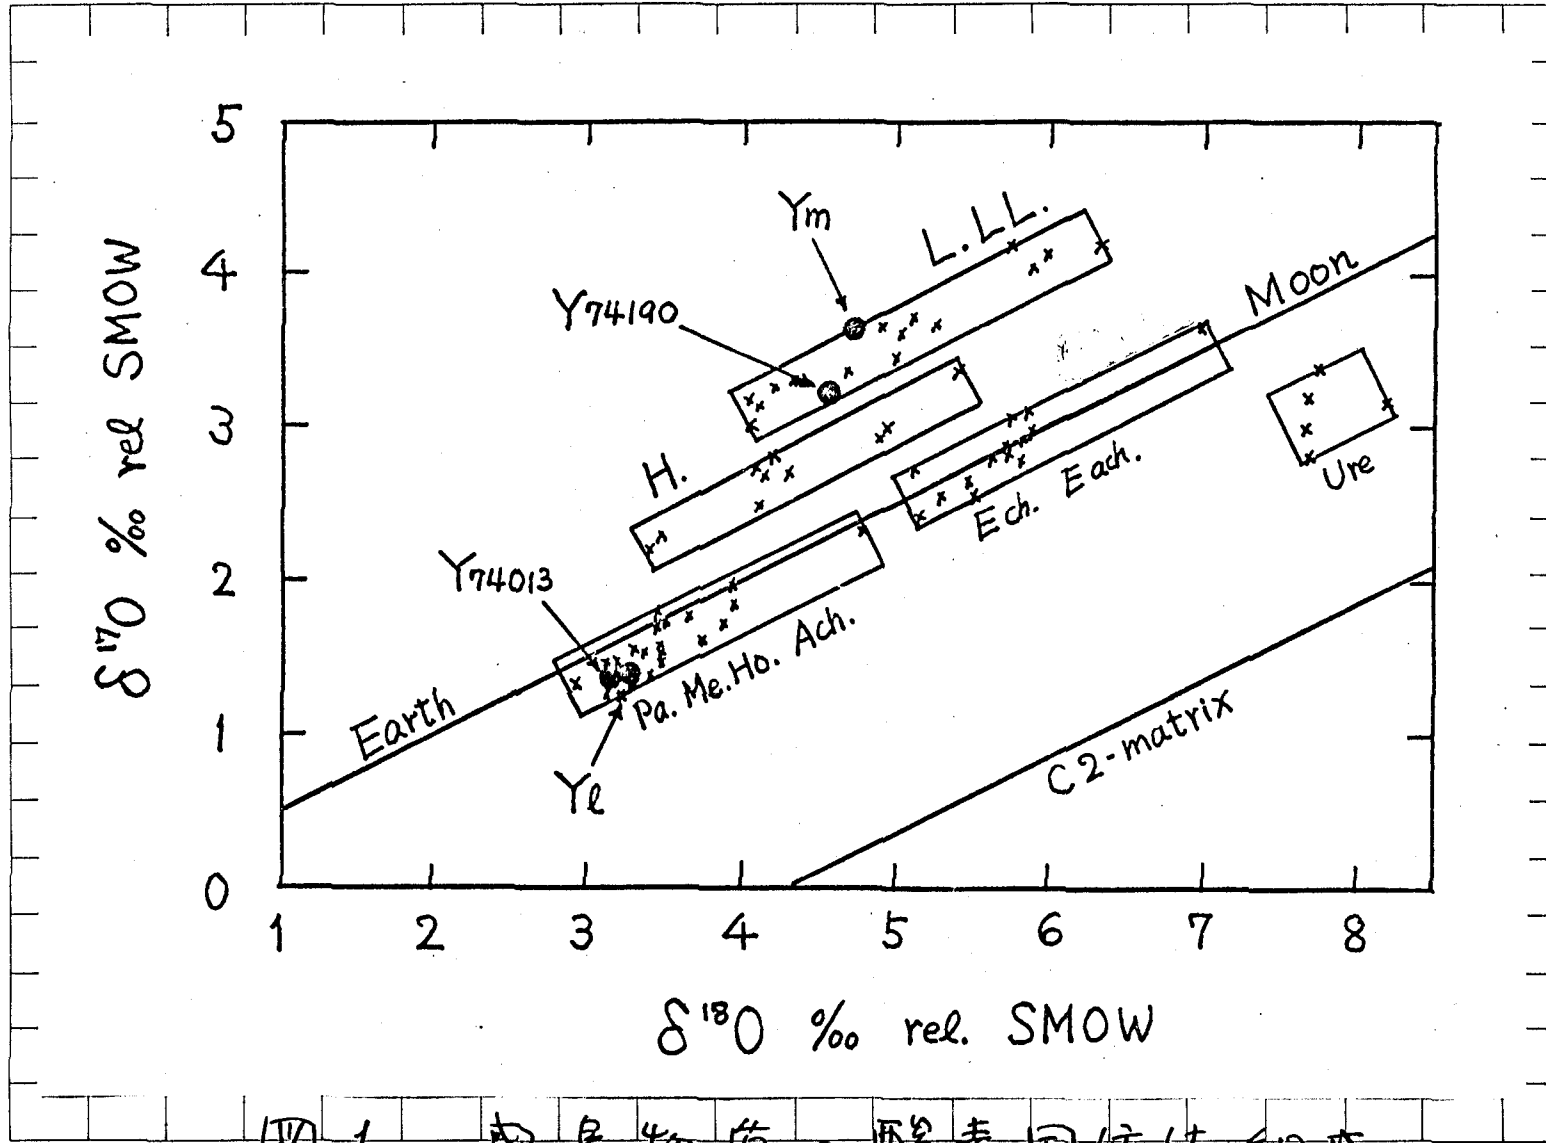 5
4
3
2
1
0
δ¹⁷O ‰ rel SMOW
Ym
L.LL.
Y74190
Moon
H.
Ure
Ech. Each.
Y74013
Pa. Me. Ho. Ach.
Earth
Yl
C2-matrix
1 2 3 4 5 6 7 8
δ¹⁸O ‰ rel. SMOW